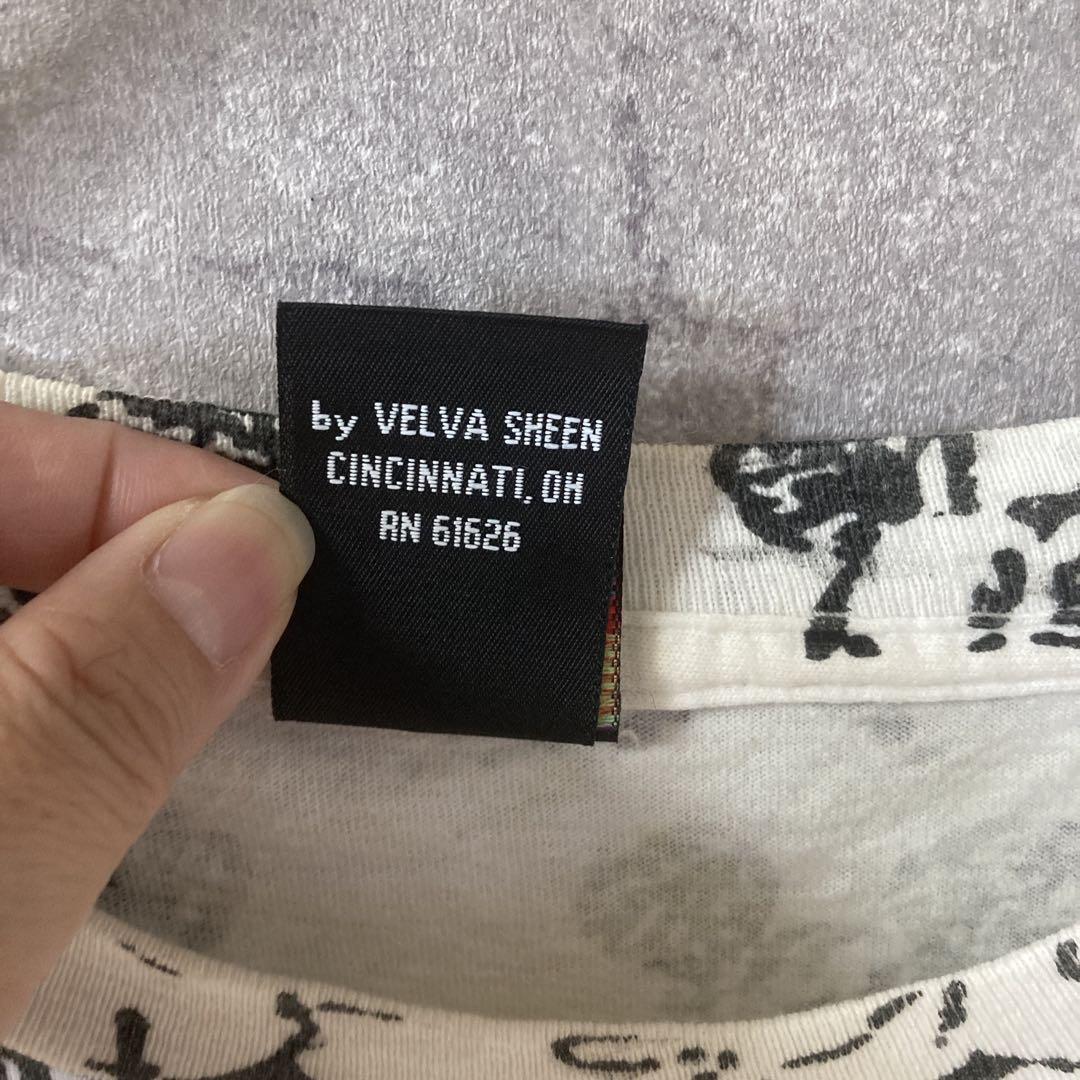 by VELVA SHEEN
CINCINNATI, OH
RN 61626